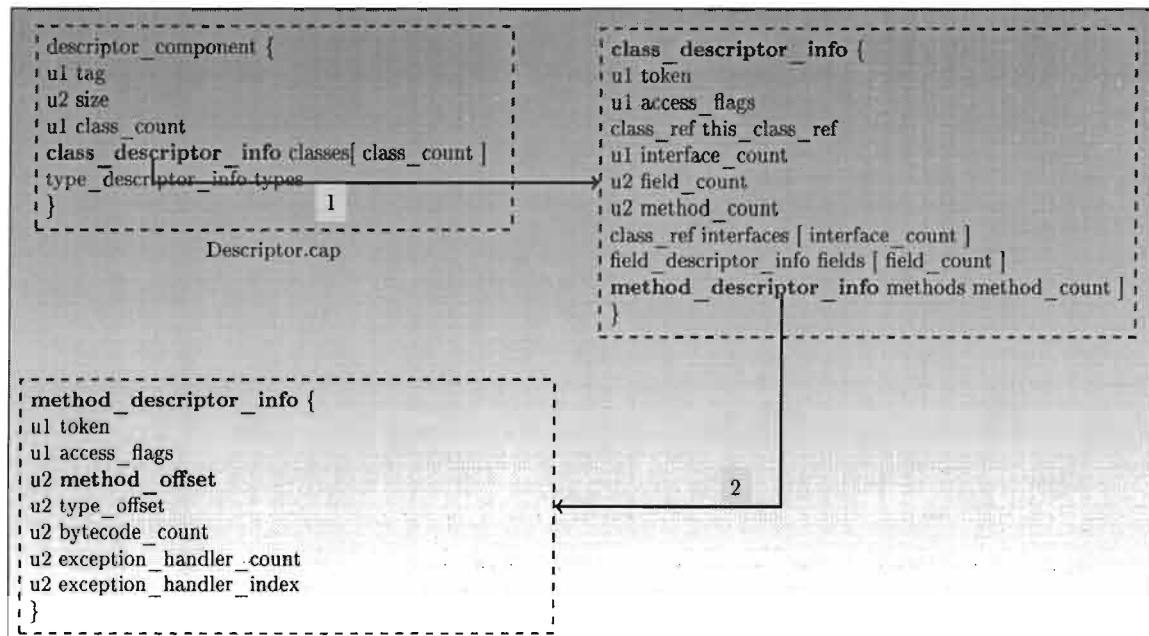 descriptor_component {
u1 tag
u2 size
u1 class_count
class_descriptor_info classes[ class_count ]
type_descriptor_info types
}
1
Descriptor.cap
class_descriptor_info {
u1 token
u1 access_flags
class_ref this_class_ref
u1 interface_count
u2 field_count
u2 method_count
class_ref interfaces [ interface_count ]
field_descriptor_info fields [ field_count ]
method_descriptor_info methods method_count ]
}
2
method_descriptor_info {
u1 token
u1 access_flags
u2 method_offset
u2 type_offset
u2 bytecode_count
u2 exception_handler_count
u2 exception_handler_index
}